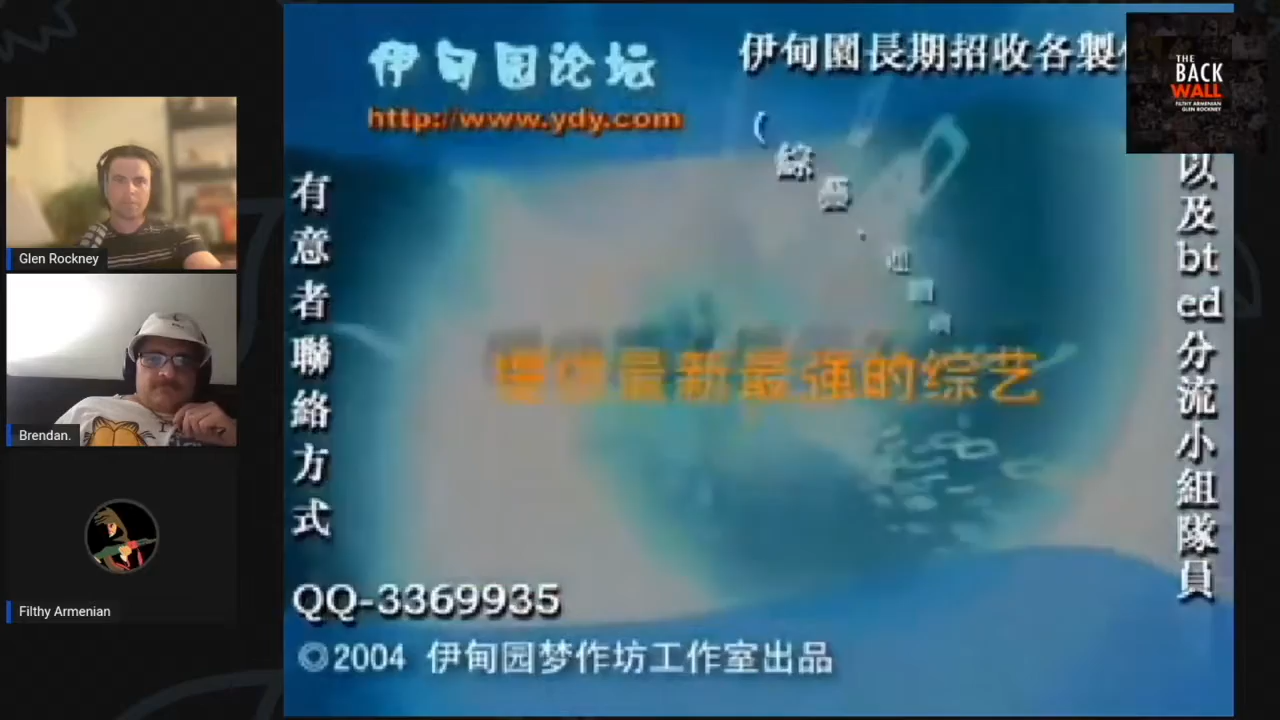 伊甸园论坛
http://www.ydy.com
伊甸園長期招收各製
THE
BACK
WALL
FILTHY ARMENIAN
GLEN ROCKNEY
(綜藝、
有意者聯絡方式
最新最强的综艺
以及bt
ed分流小組隊員
QQ-3369935
©2004 伊甸园梦作坊工作室出品
Glen Rockney
Brendan.
Filthy Armenian